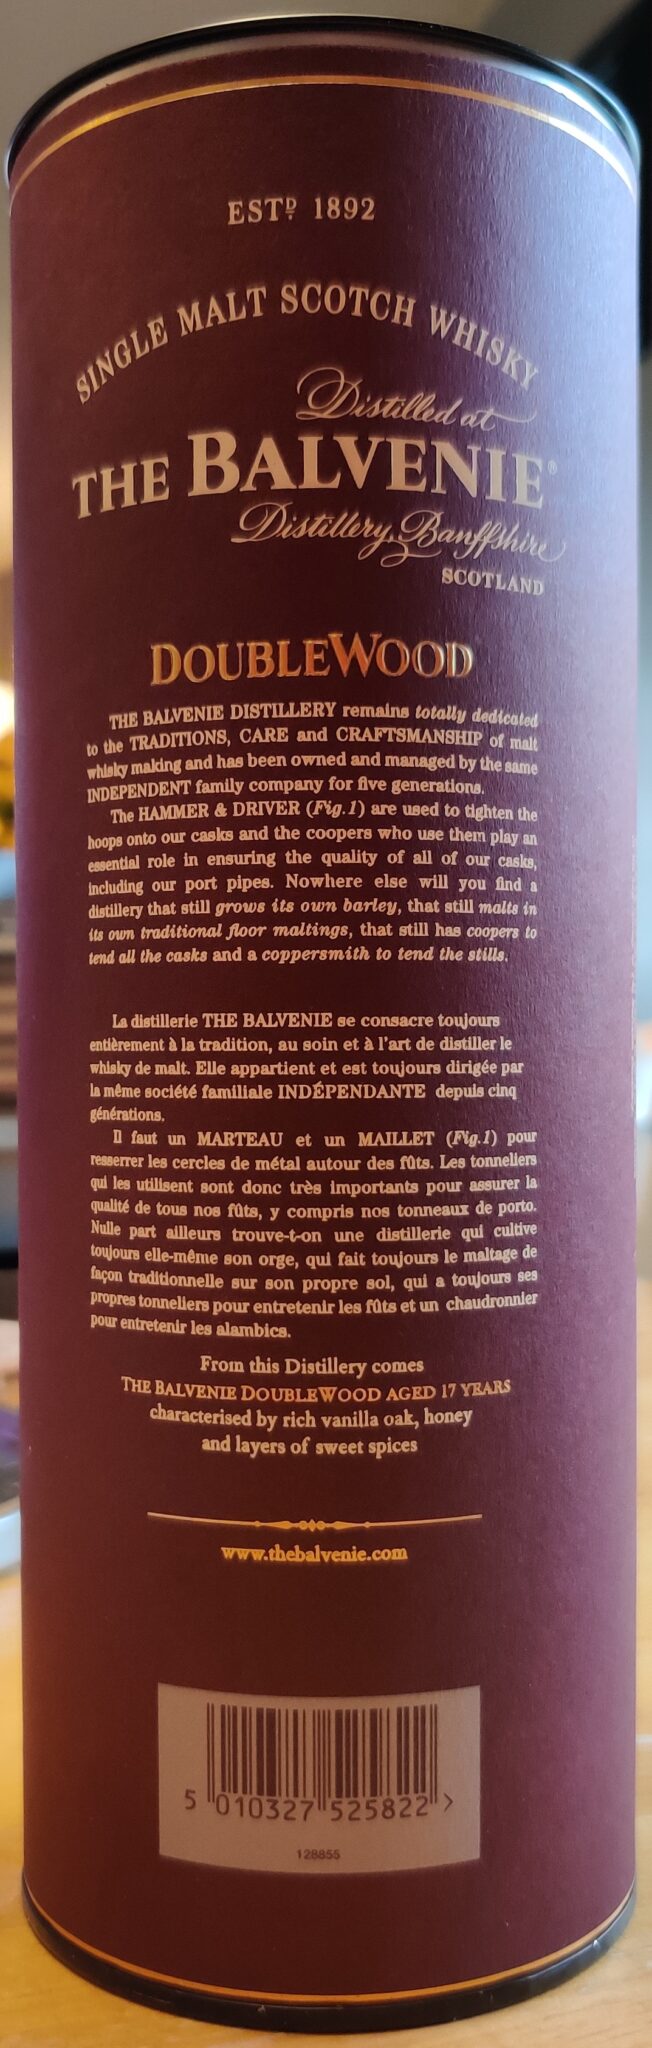 ESTD 1892
SINGLE MALT SCOTCH WHISKY
Distilled at
THE BALVENIE®
Distillery, Banffshire
SCOTLAND
DOUBLEWOOD
THE BALVENIE DISTILLERY remains totally dedicated
to the TRADITIONS, CARE and CRAFTSMANSHIP of malt
whisky making and has been owned and managed by the same
INDEPENDENT family company for five generations.
The HAMMER & DRIVER (Fig.1) are used to tighten the
hoops onto our casks and the coopers who use them play an
essential role in ensuring the quality of all of our casks,
including our port pipes. Nowhere else will you find a
distillery that still grows its own barley, that still malts in
its own traditional floor maltings, that still has coopers to
tend all the casks and a coppersmith to tend the stills.
La distillerie THE BALVENIE se consacre toujours
entièrement à la tradition, au soin et à l'art de distiller le
whisky de malt. Elle appartient et est toujours dirigée par
la même société familiale INDÉPENDANTE depuis cinq
générations.
Il faut un MARTEAU et un MAILLET (Fig.1) pour
resserrer les cercles de métal autour des fûts. Les tonneliers
qui les utilisent sont donc très importants pour assurer la
qualité de tous nos fûts, y compris nos tonneaux de porto.
Nulle part ailleurs trouve-t-on une distillerie qui cultive
toujours elle-même son orge, qui fait toujours le maltage de
façon traditionnelle sur son propre sol, qui a toujours ses
propres tonneliers pour entretenir les fûts et un chaudronnier
pour entretenir les alambics.
From this Distillery comes
THE BALVENIE DOUBLEWOOD AGED 17 YEARS
characterised by rich vanilla oak, honey
and layers of sweet spices
www.thebalvenie.com
5 010327 525822 >
128855